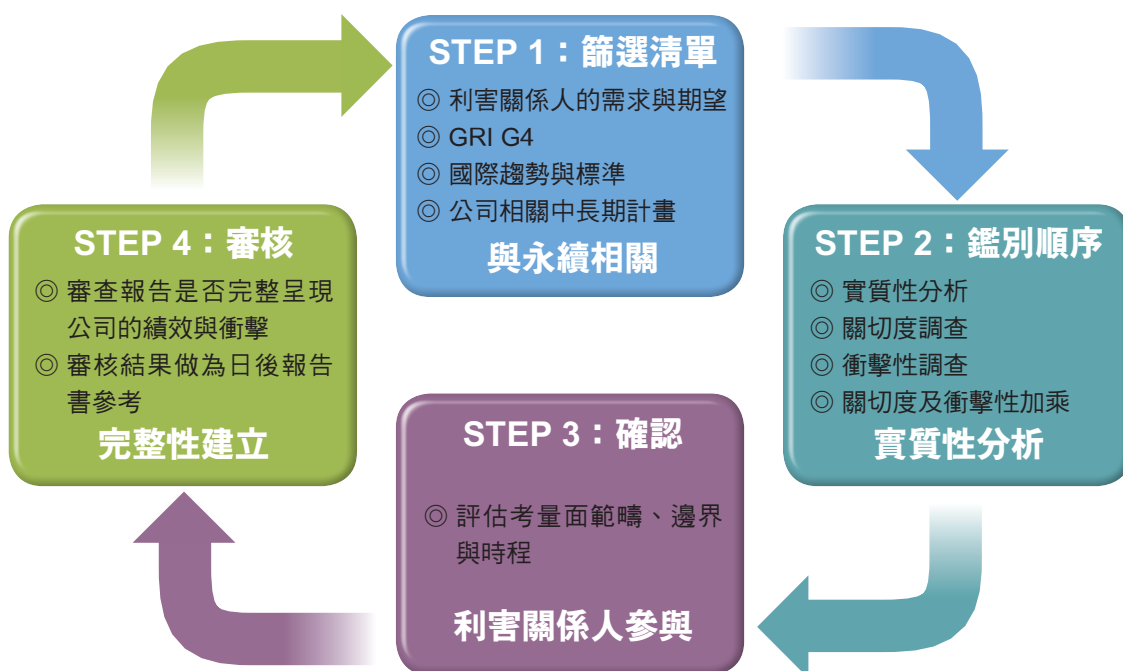 STEP 1：篩選清單
◎ 利害關係人的需求與期望
◎ GRI G4
◎ 國際趨勢與標準
◎ 公司相關中長期計畫
與永續相關
STEP 2：鑑別順序
◎ 實質性分析
◎ 關切度調查
◎ 衝擊性調查
◎ 關切度及衝擊性加乘
實質性分析
STEP 3：確認
◎ 評估考量面範疇、邊界
與時程
利害關係人參與
STEP 4：審核
◎ 審查報告是否完整呈現
公司的績效與衝擊
◎ 審核結果做為日後報告
書參考
完整性建立